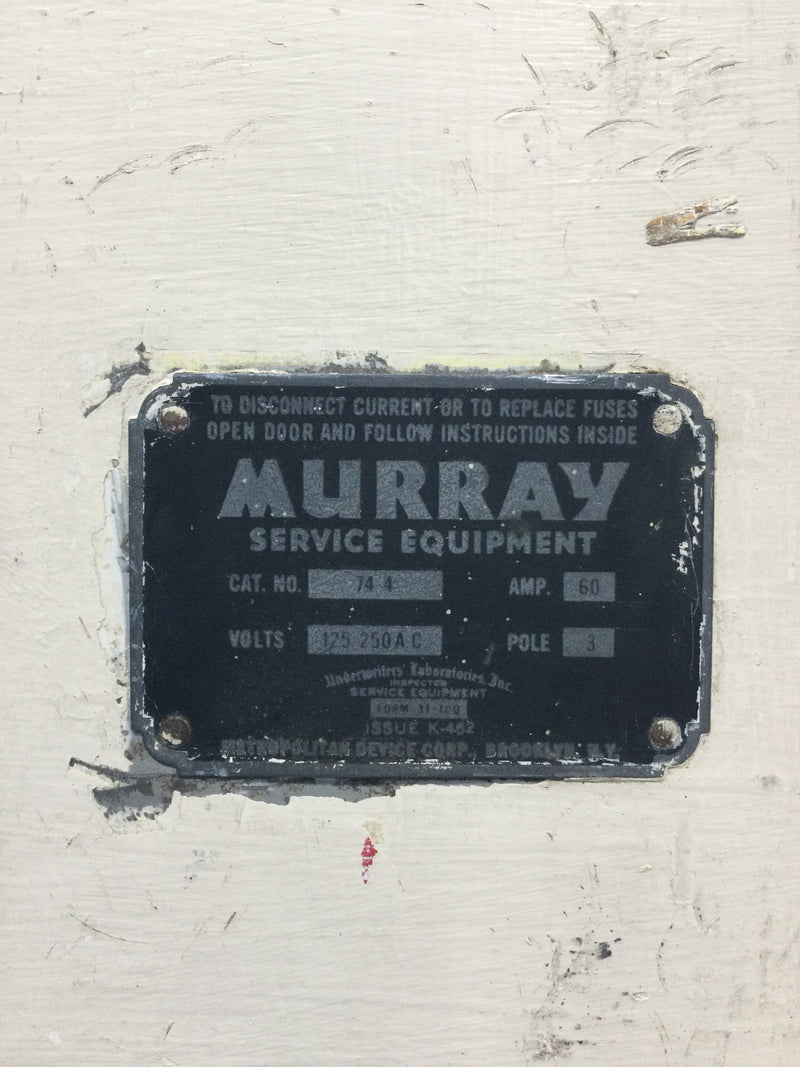 TO DISCONNECT CURRENT OR TO REPLACE FUSES
OPEN DOOR AND FOLLOW INSTRUCTIONS INSIDE
MURRAY
SERVICE EQUIPMENT
CAT. NO. 74 4 AMP. 60
VOLTS 125 250 A C POLE 3
Underwriters' Laboratories, Inc.
INSPECTED
SERVICE EQUIPMENT
FORM
ISSUE K-452
METROPOLITAN DEVICE CORP., BROOKLYN, N.Y.